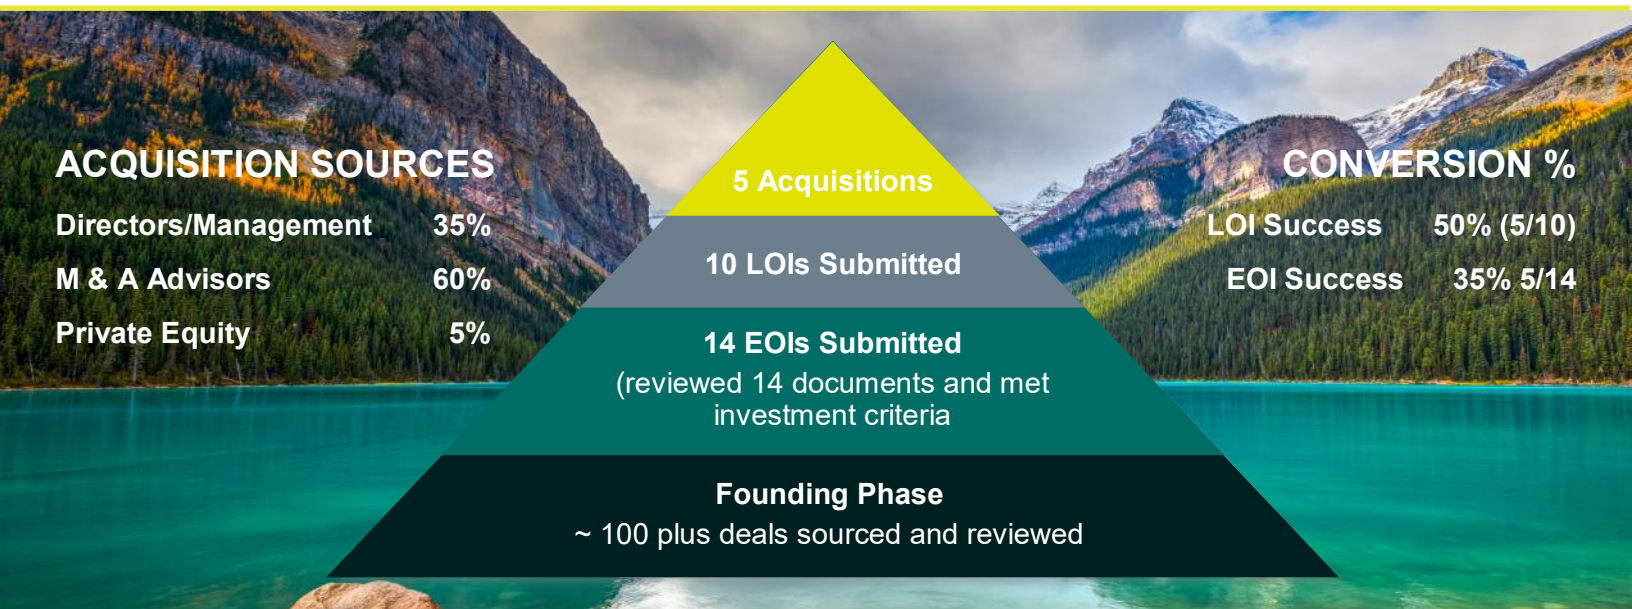 ACQUISITION SOURCES
Directors/Management 35%
M & A Advisors 60%
Private Equity 5%
5 Acquisitions
10 LOIs Submitted
14 EOIs Submitted
(reviewed 14 documents and met
investment criteria
Founding Phase
~ 100 plus deals sourced and reviewed
CONVERSION %
LOI Success 50% (5/10)
EOI Success 35% 5/14